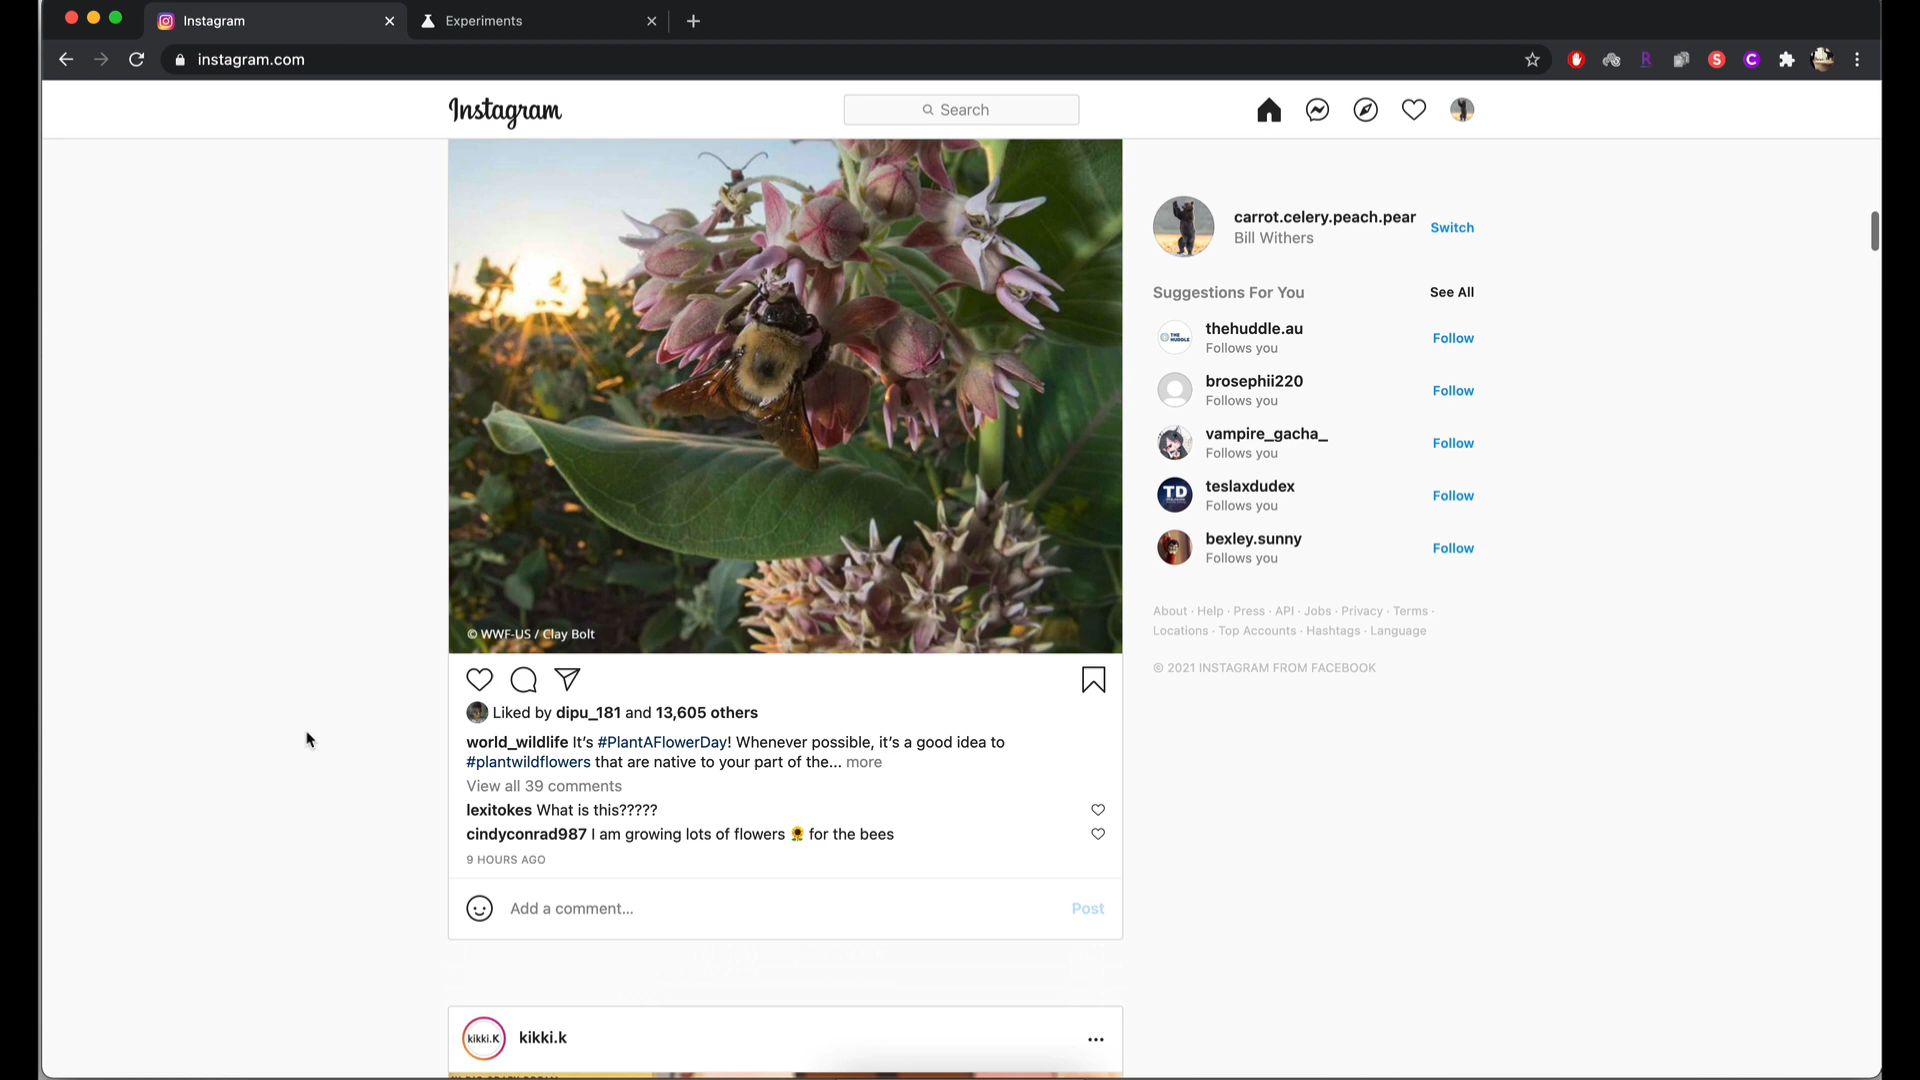 Instagram
Experiments
instagram.com
Instagram
Search
carrot.celery.peach.pear
Bill Withers
Switch
Suggestions For You
See All
THE HUDDLE
thehuddle.au
Follows you
Follow
brosephii220
Follows you
Follow
vampire_gacha_
Follows you
Follow
TD
teslaxdudex
Follows you
Follow
bexley.sunny
Follows you
Follow
About · Help · Press · API · Jobs · Privacy · Terms ·
Locations · Top Accounts · Hashtags · Language
© 2021 INSTAGRAM FROM FACEBOOK
© WWF-US / Clay Bolt
Liked by dipu_181 and 13,605 others
world_wildlife It’s #PlantAFlowerDay! Whenever possible, it’s a good idea to
#plantwildflowers that are native to your part of the... more
View all 39 comments
lexitokes What is this?????
cindyconrad987 I am growing lots of flowers 🌻 for the bees
9 HOURS AGO
Add a comment...
Post
kikki.K
kikki.k